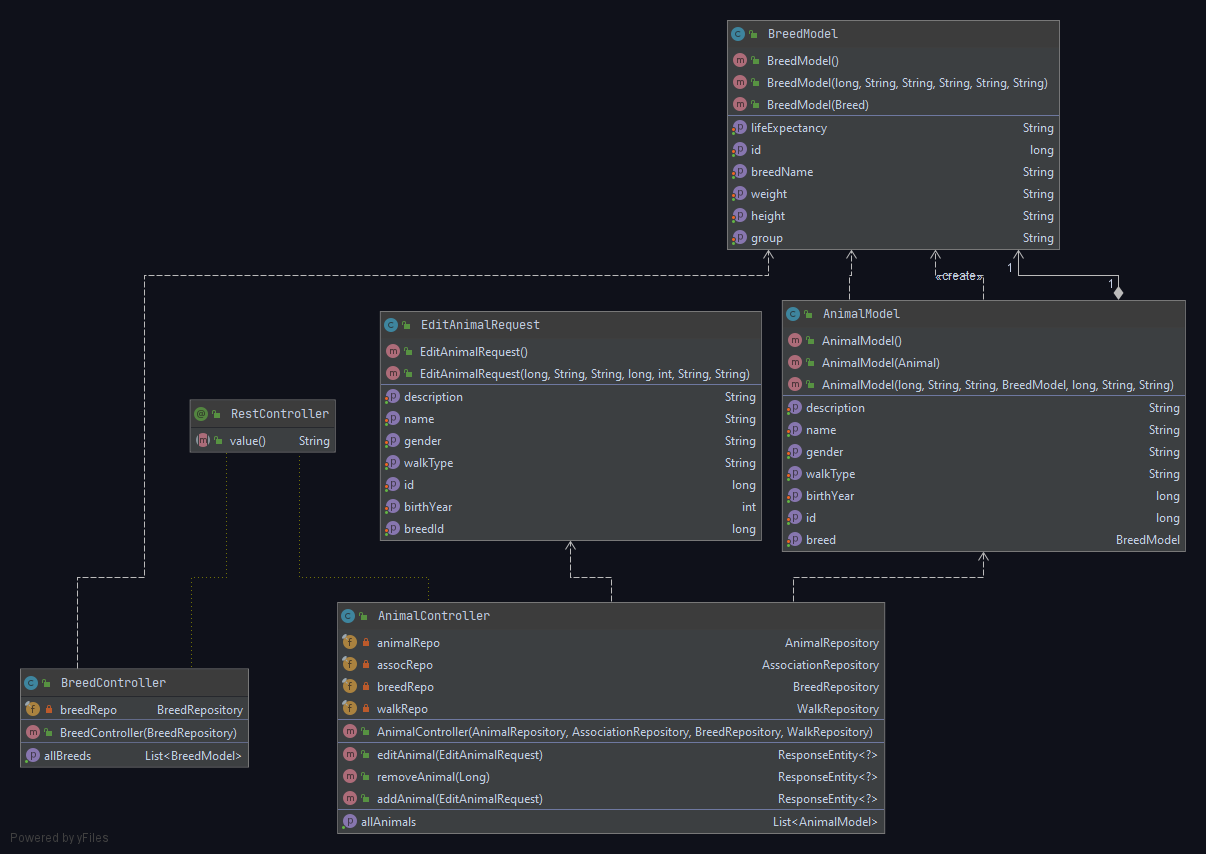 BreedModel
BreedModel()
BreedModel(long, String, String, String, String, String)
BreedModel(Breed)
lifeExpectancy String
id long
breedName String
weight String
height String
group String
«create»
1
1
EditAnimalRequest
EditAnimalRequest()
EditAnimalRequest(long, String, String, long, int, String, String)
description String
name String
gender String
walkType String
id long
birthYear int
breedId long
AnimalModel
AnimalModel()
AnimalModel(Animal)
AnimalModel(long, String, String, BreedModel, long, String, String)
description String
name String
gender String
walkType String
birthYear long
id long
breed BreedModel
RestController
value() String
AnimalController
animalRepo AnimalRepository
assocRepo AssociationRepository
breedRepo BreedRepository
walkRepo WalkRepository
AnimalController(AnimalRepository, AssociationRepository, BreedRepository, WalkRepository)
editAnimal(EditAnimalRequest) ResponseEntity<?>
removeAnimal(Long) ResponseEntity<?>
addAnimal(EditAnimalRequest) ResponseEntity<?>
allAnimals List<AnimalModel>
BreedController
breedRepo BreedRepository
BreedController(BreedRepository)
allBreeds List<BreedModel>
Powered by yFiles